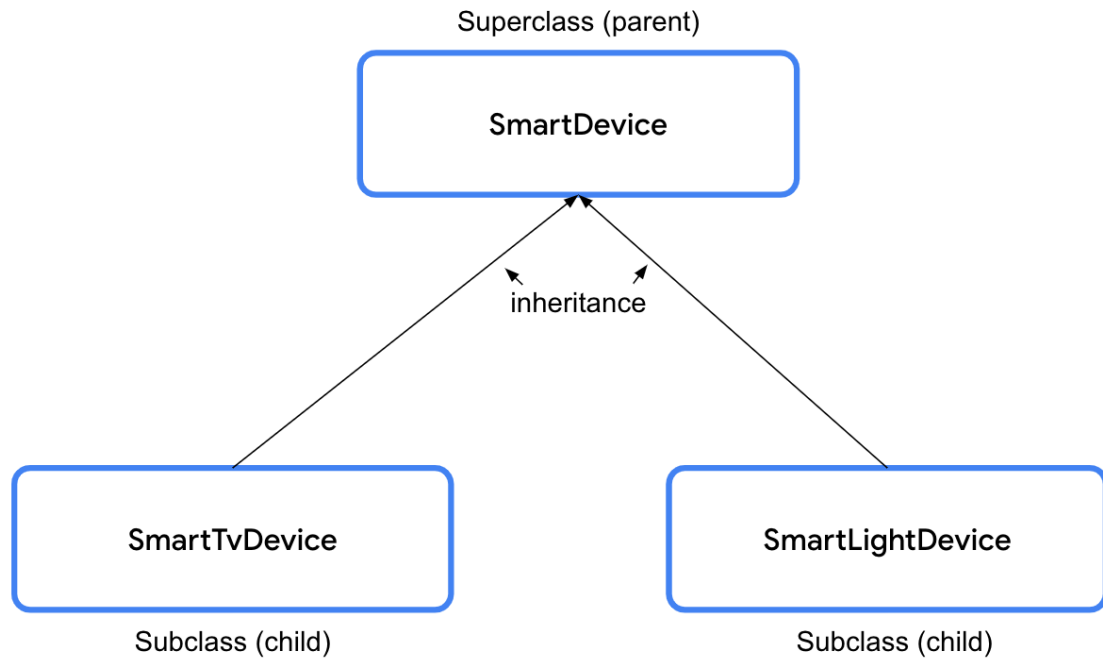 Superclass (parent)
SmartDevice
inheritance
SmartTvDevice
SmartLightDevice
Subclass (child)
Subclass (child)